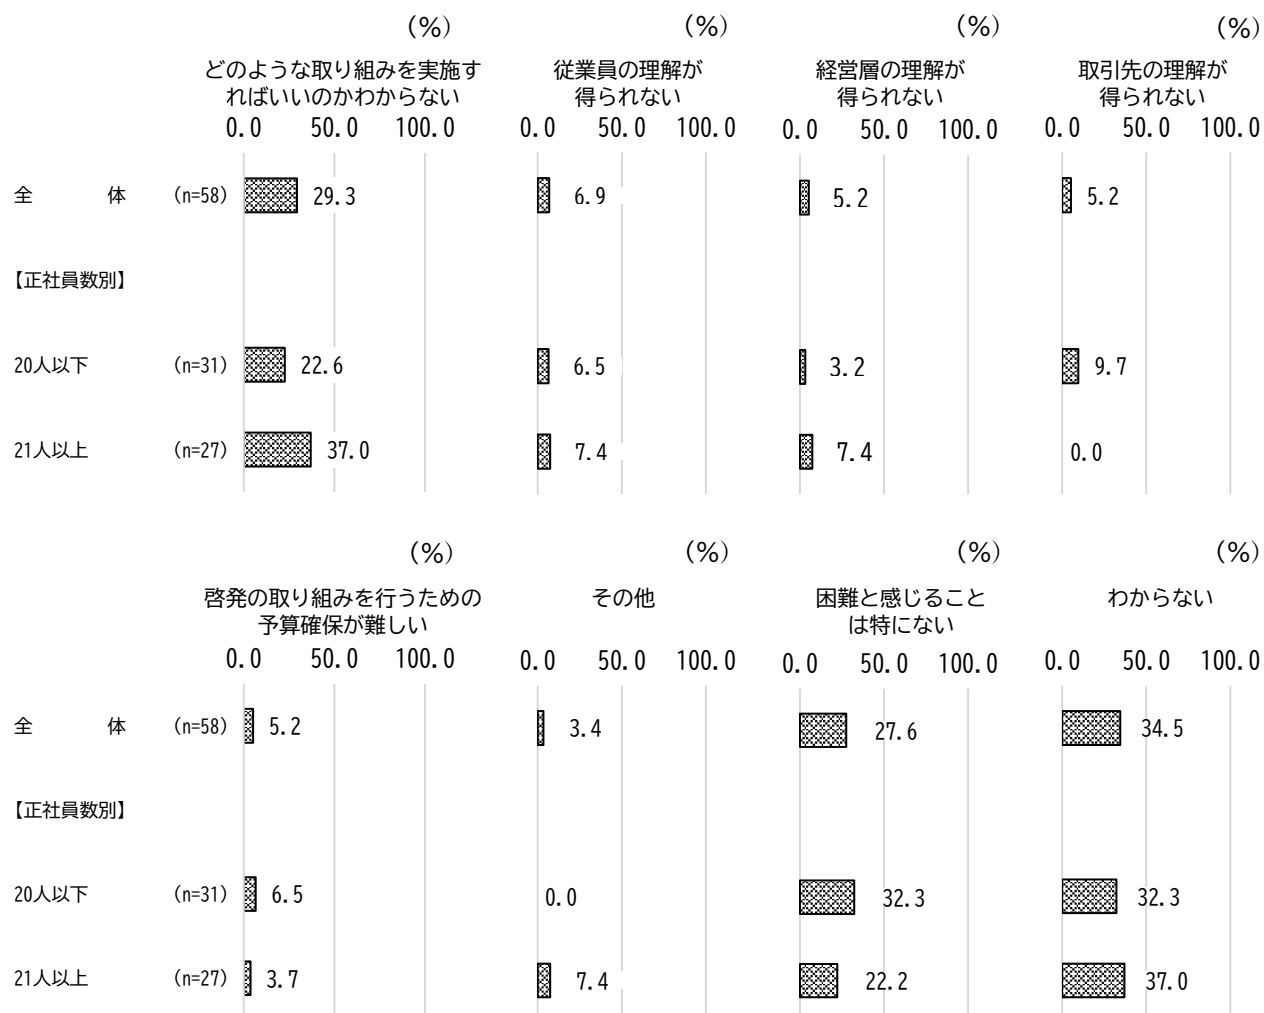 (%) (%) (%) (%)
どのような取り組みを実施す 従業員の理解が 経営層の理解が 取引先の理解が
ればいいのかわからない 得られない 得られない 得られない
0.0 50.0 100.0 0.0 50.0 100.0 0.0 50.0 100.0 0.0 50.0 100.0
全 体 (n=58) 29.3 6.9 5.2 5.2
【正社員数別】
20人以下 (n=31) 22.6 6.5 3.2 9.7
21人以上 (n=27) 37.0 7.4 7.4 0.0
(%) (%) (%) (%)
啓発の取り組みを行うための その他 困難と感じること わからない
予算確保が難しい は特にない
0.0 50.0 100.0 0.0 50.0 100.0 0.0 50.0 100.0 0.0 50.0 100.0
全 体 (n=58) 5.2 3.4 27.6 34.5
【正社員数別】
20人以下 (n=31) 6.5 0.0 32.3 32.3
21人以上 (n=27) 3.7 7.4 22.2 37.0